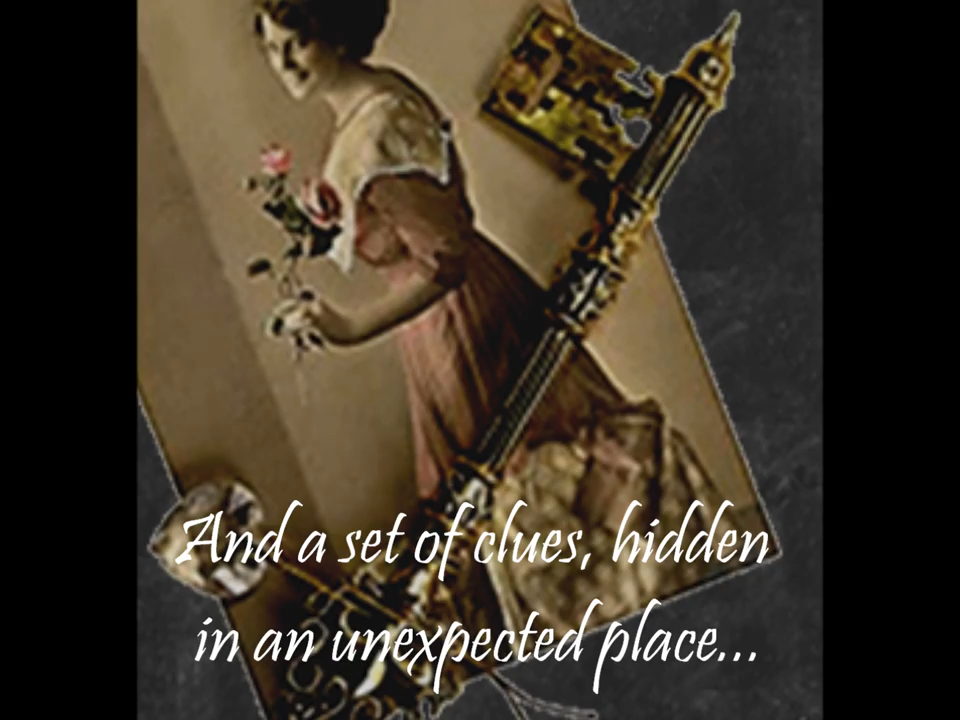 And a set of clues, hidden
in an unexpected place...